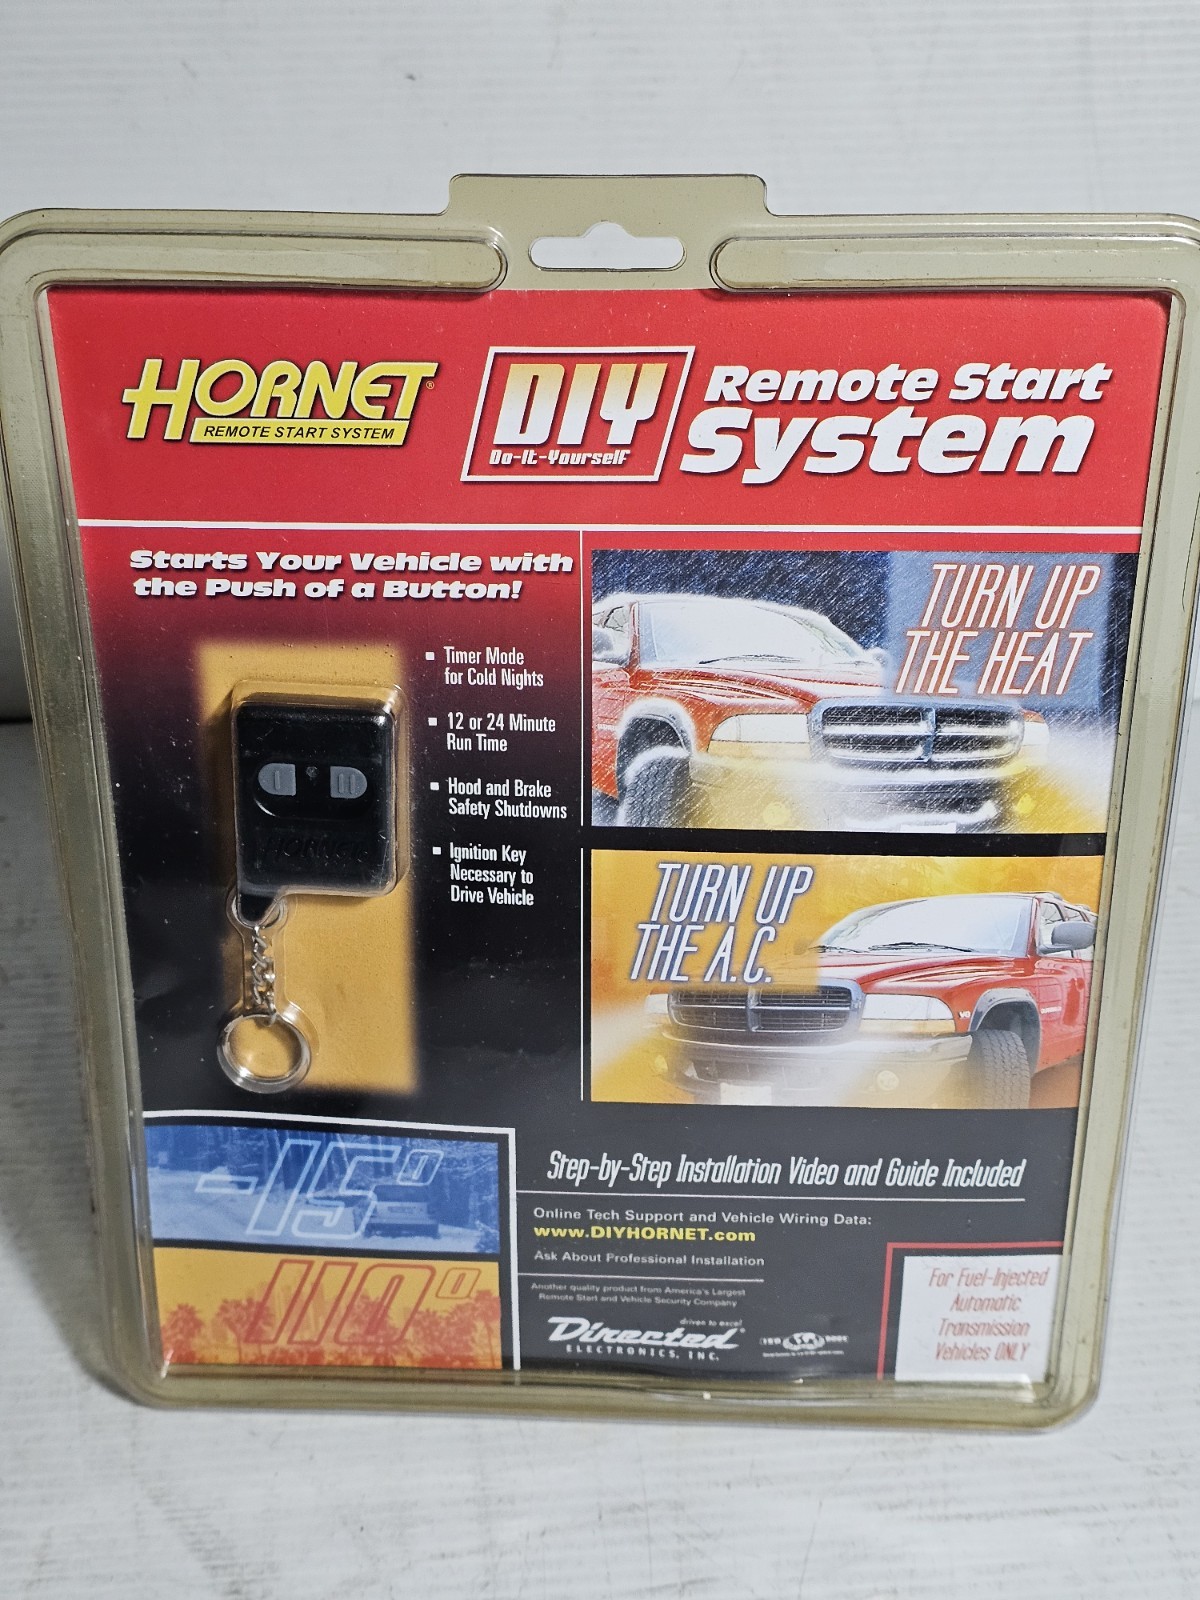 HORNET®
REMOTE START SYSTEM
DIY
Do-It-Yourself
Remote Start
System
Starts Your Vehicle with
the Push of a Button!
Timer Mode
for Cold Nights
12 or 24 Minute
Run Time
Hood and Brake
Safety Shutdowns
Ignition Key
Necessary to
Drive Vehicle
I II
HORNET
TURN UP
THE HEAT
TURN UP
THE A.C.
-15°
110°
Step-by-Step Installation Video and Guide Included
Online Tech Support and Vehicle Wiring Data:
www.DIYHORNET.com
Ask About Professional Installation
Another quality product from America's Largest
Remote Start and Vehicle Security Company
driven to excel
Directed®
ELECTRONICS, INC.
ISO 9001
For Fuel-Injected
Automatic
Transmission
Vehicles ONLY